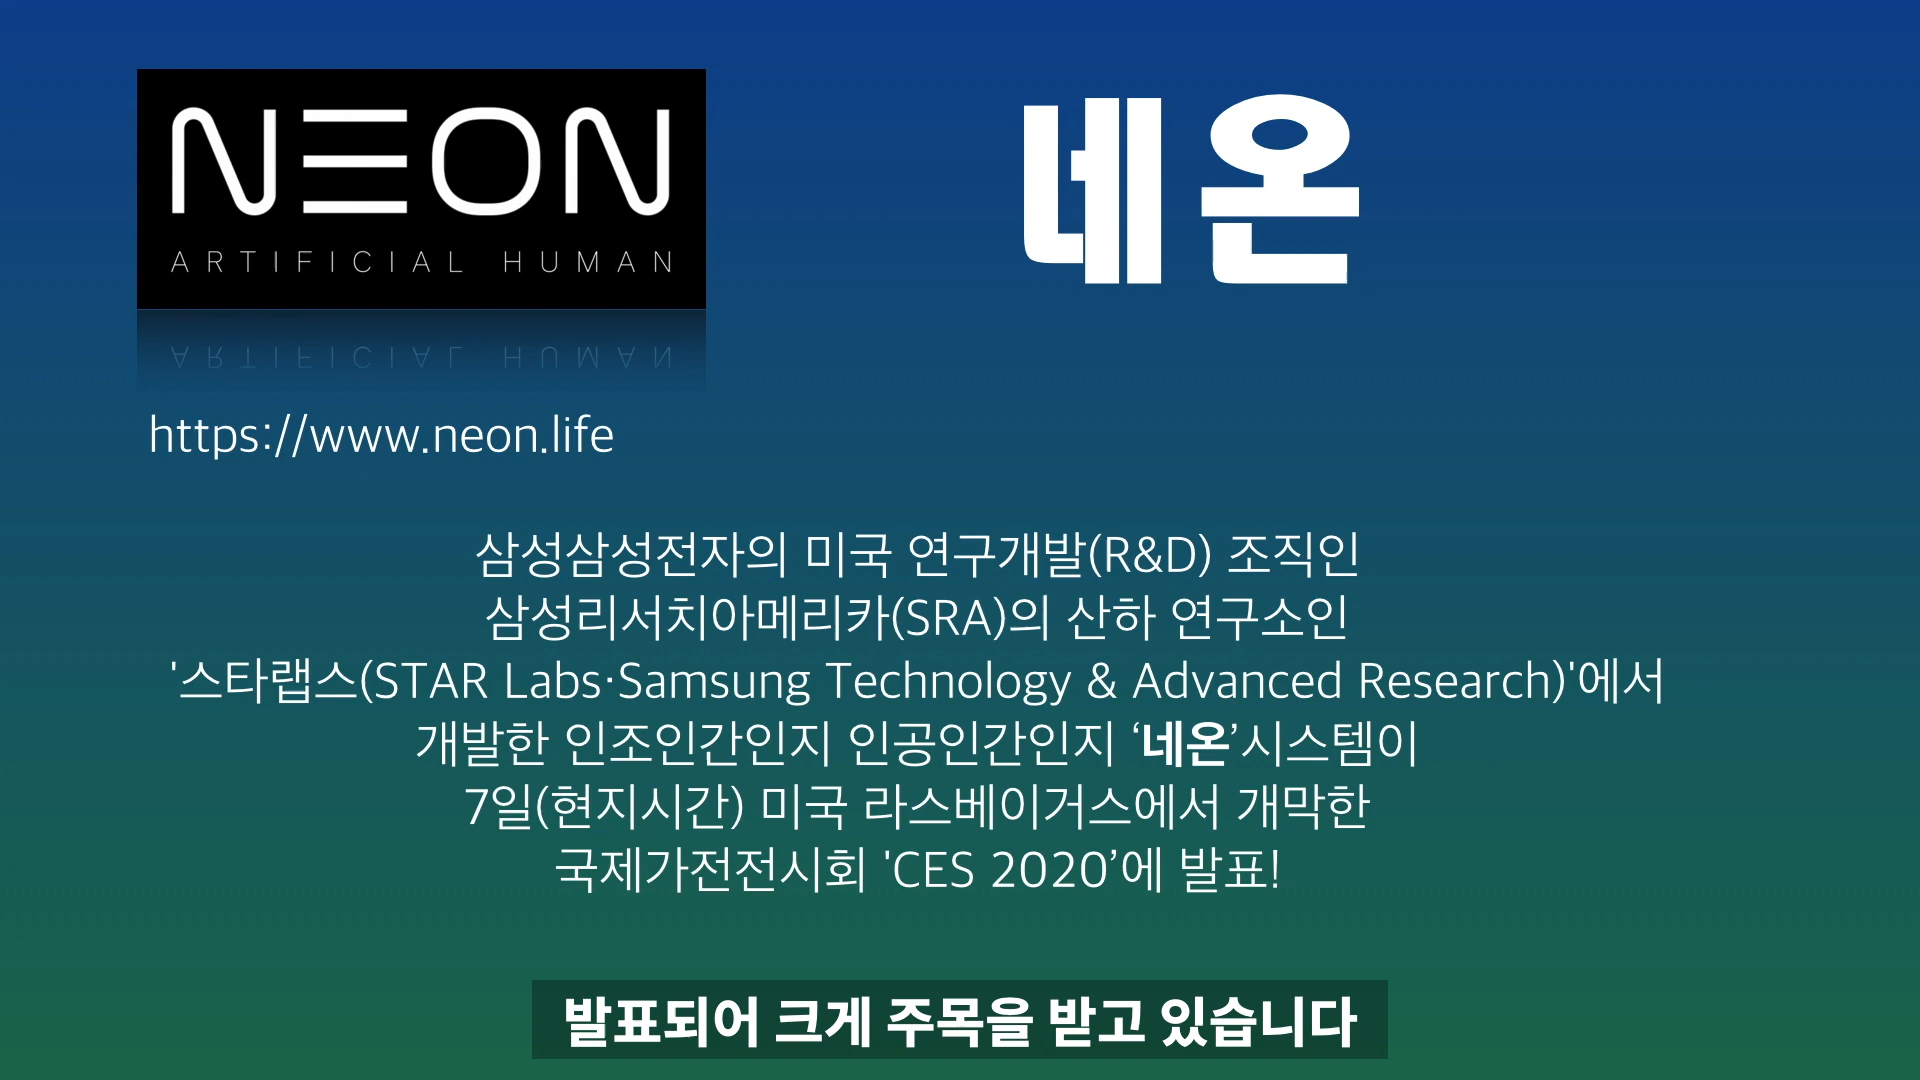 NEON
ARTIFICIAL HUMAN
네온
https://www.neon.life
삼성삼성전자의 미국 연구개발(R&D) 조직인
삼성리서치아메리카(SRA)의 산하 연구소인
'스타랩스(STAR Labs·Samsung Technology & Advanced Research)'에서
개발한 인조인간인지 인공인간인지 ‘네온’시스템이
7일(현지시간) 미국 라스베이거스에서 개막한
국제가전전시회 'CES 2020’에 발표!
발표되어 크게 주목을 받고 있습니다